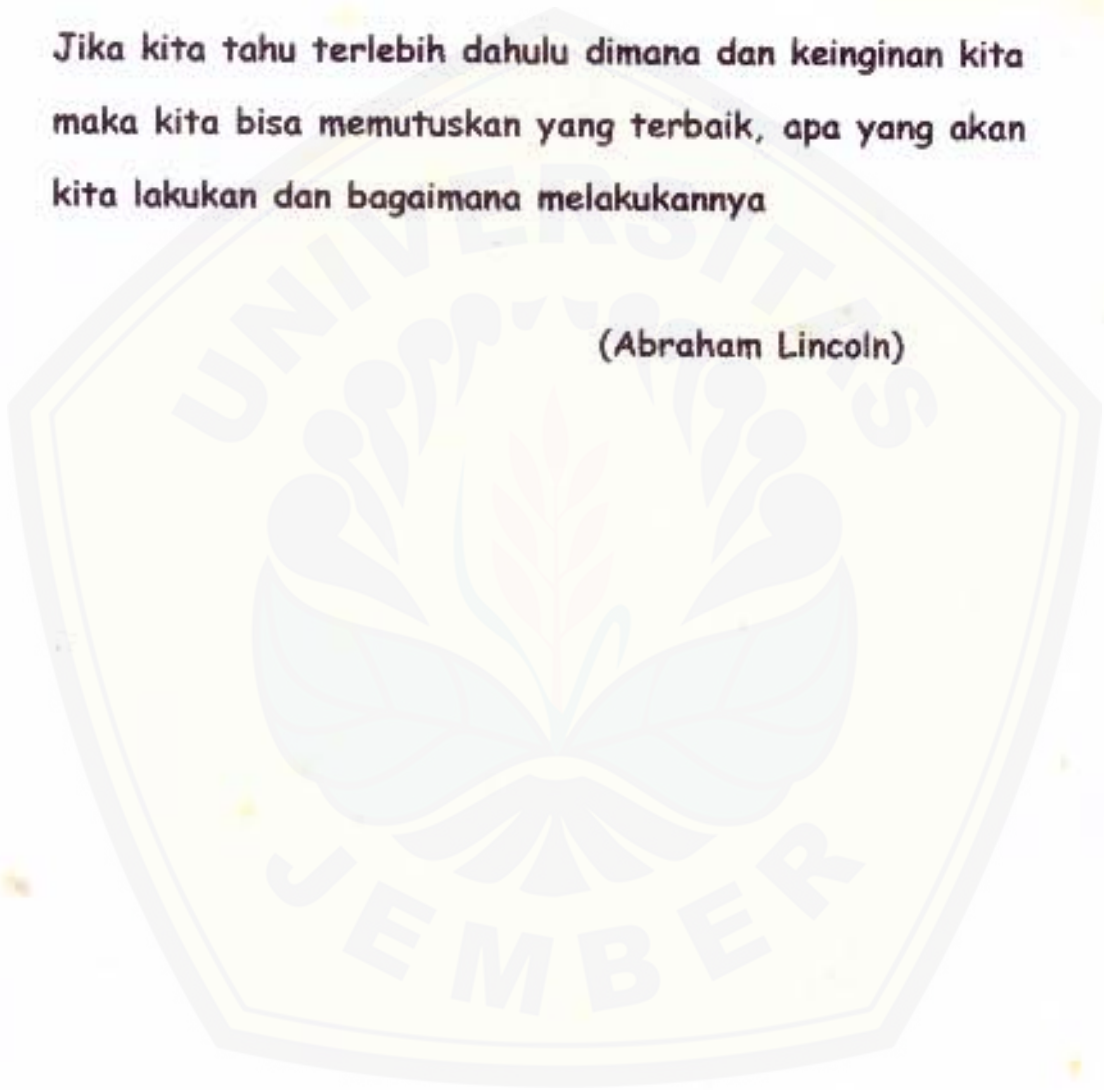 Jika kita tahu terlebih dahulu dimana dan keinginan kita
maka kita bisa memutuskan yang terbaik, apa yang akan
kita lakukan dan bagaimana melakukannya
(Abraham Lincoln)
UNIVERSITAS
JEMBER